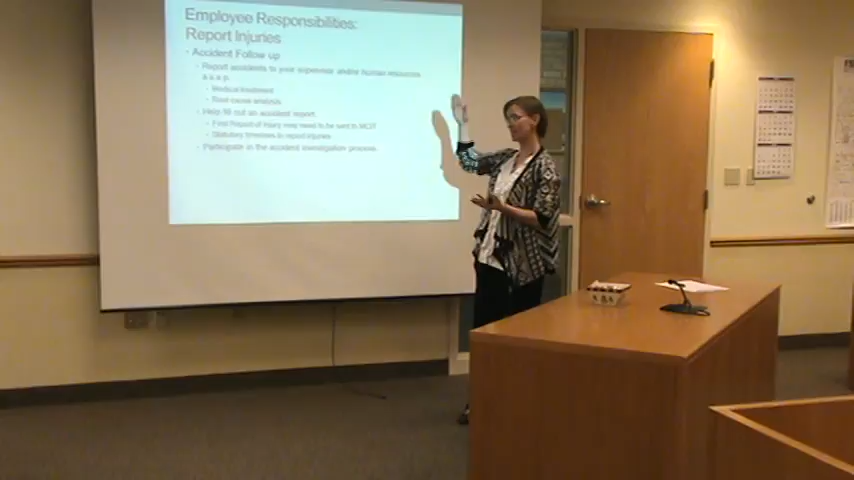 Employee Responsibilities:
Report Injuries
• Accident Follow up
• Report accidents to your supervisor and/or human resources
a.s.a.p.
• Medical treatment
• Root cause analysis
• Help fill out an accident report.
• First Report of Injury may need to be sent to MCIT
• Statutory timelines to report injuries
• Participate in the accident investigation process.